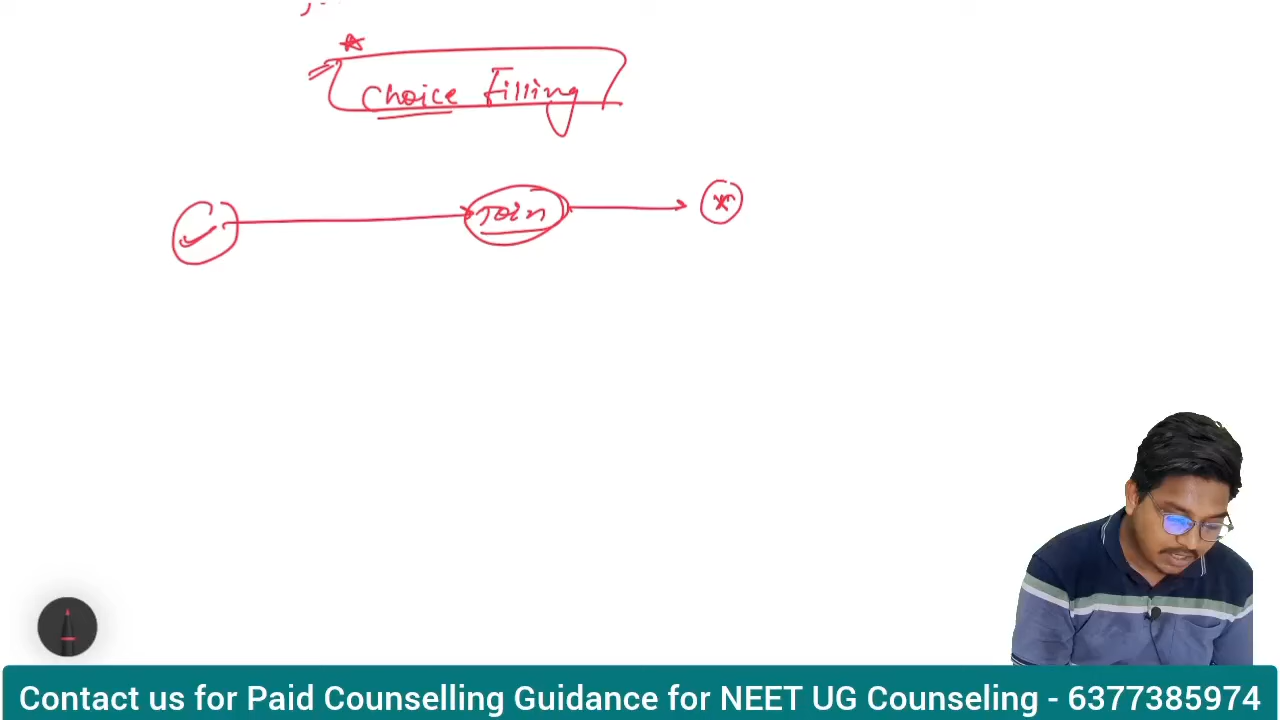 Choice Filling
Join
Contact us for Paid Counselling Guidance for NEET UG Counseling - 6377385974